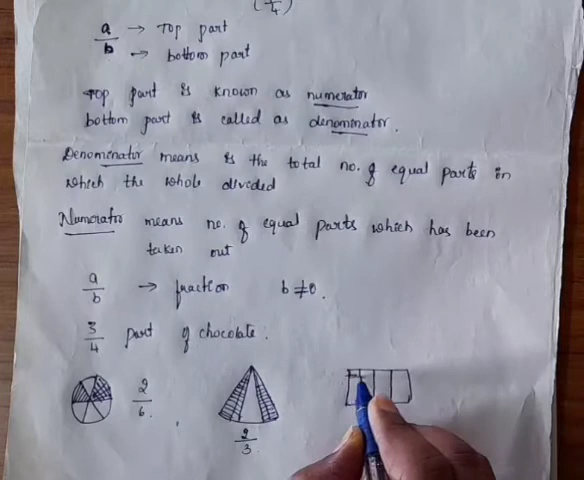 a/b → Top part
→ bottom part
Top part is known as numerator
bottom part is called as denominator.
Denominator means is the total no. of equal parts in
which the whole divided
Numerator means no. of equal parts which has been
taken out
a/b → fraction b ≠ 0.
3/4 part of chocolate.
2/6 .
2/3